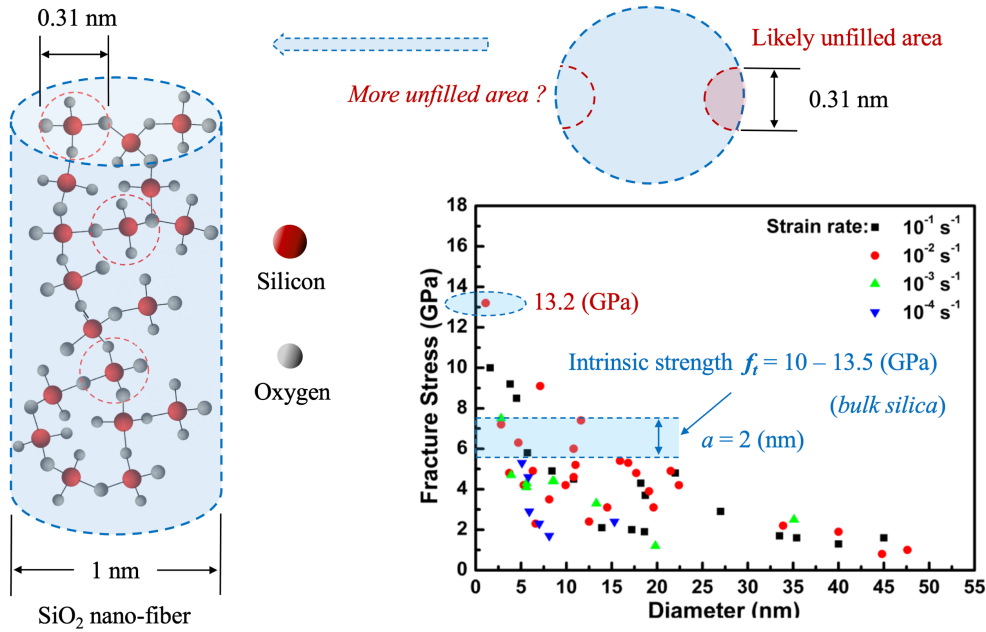 0.31 nm
Likely unfilled area
More unfilled area ?
0.31 nm
Silicon
Oxygen
1 nm
SiO₂ nano-fiber
Fracture Stress (GPa)
18
16
14
12
10
8
6
4
2
0
Strain rate:
10⁻¹ s⁻¹
10⁻² s⁻¹
10⁻³ s⁻¹
10⁻⁴ s⁻¹
13.2 (GPa)
Intrinsic strength fₜ = 10 – 13.5 (GPa)
(bulk silica)
a = 2 (nm)
0 5 10 15 20 25 30 35 40 45 50 55
Diameter (nm)